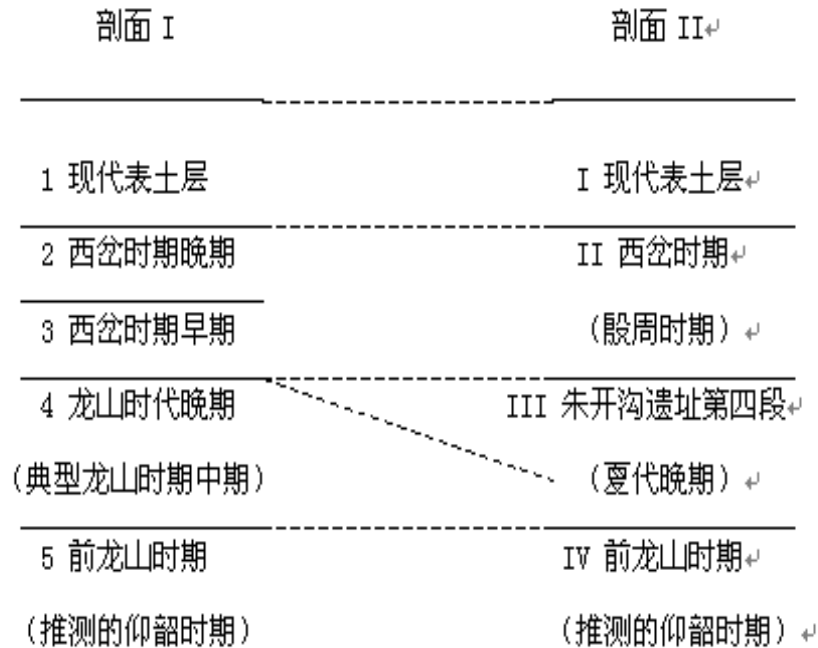 剖面 I
剖面 II
1 现代表土层
I 现代表土层
2 西岔时期晚期
II 西岔时期
3 西岔时期早期
(殷周时期)
4 龙山时代晚期
III 朱开沟遗址第四段
(典型龙山时期中期)
(夏代晚期)
5 前龙山时期
IV 前龙山时期
(推测的仰韶时期)
(推测的仰韶时期)